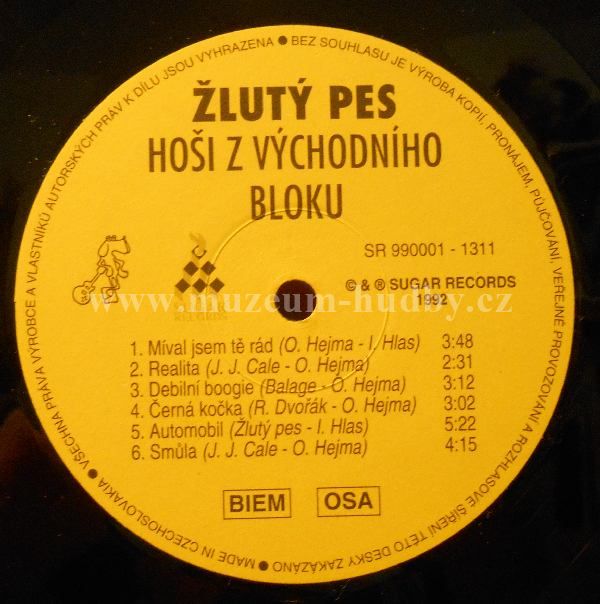 VŠECHNA PRÁVA VÝROBCE A VLASTNÍKŮ AUTORSKÝCH PRÁV K DÍLU JSOU VYHRAZENA ● BEZ SOUHLASU JE VÝROBA KOPIÍ, PRONÁJEM, PŮJČOVÁNÍ, VEŘEJNÉ PROVOZOVÁNÍ A ROZHLASOVÉ ŠÍŘENÍ TÉTO DESKY ZAKÁZÁNO ● MADE IN CZECHOSLOVAKIA ●
ŽLUTÝ PES
HOŠI Z VÝCHODNÍHO
BLOKU
SR 990001 - 1311
© & ® SUGAR RECORDS
1992
SUGAR
RECORDS
www.muzeum-hudby.cz
1. Míval jsem tě rád (O. Hejma - I. Hlas) 3:48
2. Realita (J. J. Cale - O. Hejma) 2:31
3. Debilní boogie (Balage - O. Hejma) 3:12
4. Černá kočka (R. Dvořák - O. Hejma) 3:02
5. Automobil (Žlutý pes - I. Hlas) 5:22
6. Smůla (J. J. Cale - O. Hejma) 4:15
BIEM OSA